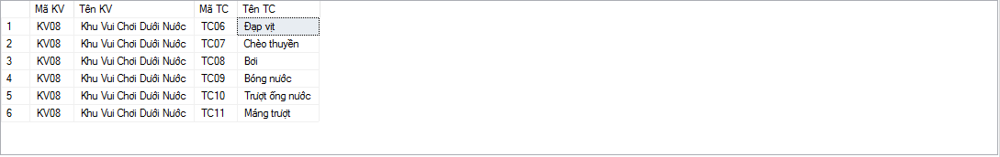 Mã KV Tên KV Mã TC Tên TC
1 KV08 Khu Vui Chơi Dưới Nước TC06 Đạp vịt
2 KV08 Khu Vui Chơi Dưới Nước TC07 Chèo thuyền
3 KV08 Khu Vui Chơi Dưới Nước TC08 Bơi
4 KV08 Khu Vui Chơi Dưới Nước TC09 Bóng nước
5 KV08 Khu Vui Chơi Dưới Nước TC10 Trượt ống nước
6 KV08 Khu Vui Chơi Dưới Nước TC11 Máng trượt